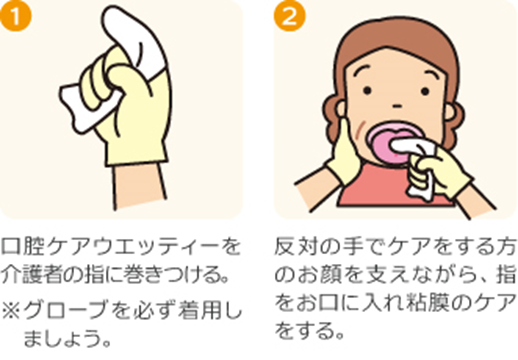 1
口腔ケアウエッティーを
介護者の指に巻きつける。
※グローブを必ず着用し
ましょう。
2
反対の手でケアをする方
のお顔を支えながら、指
をお口に入れ粘膜のケア
をする。